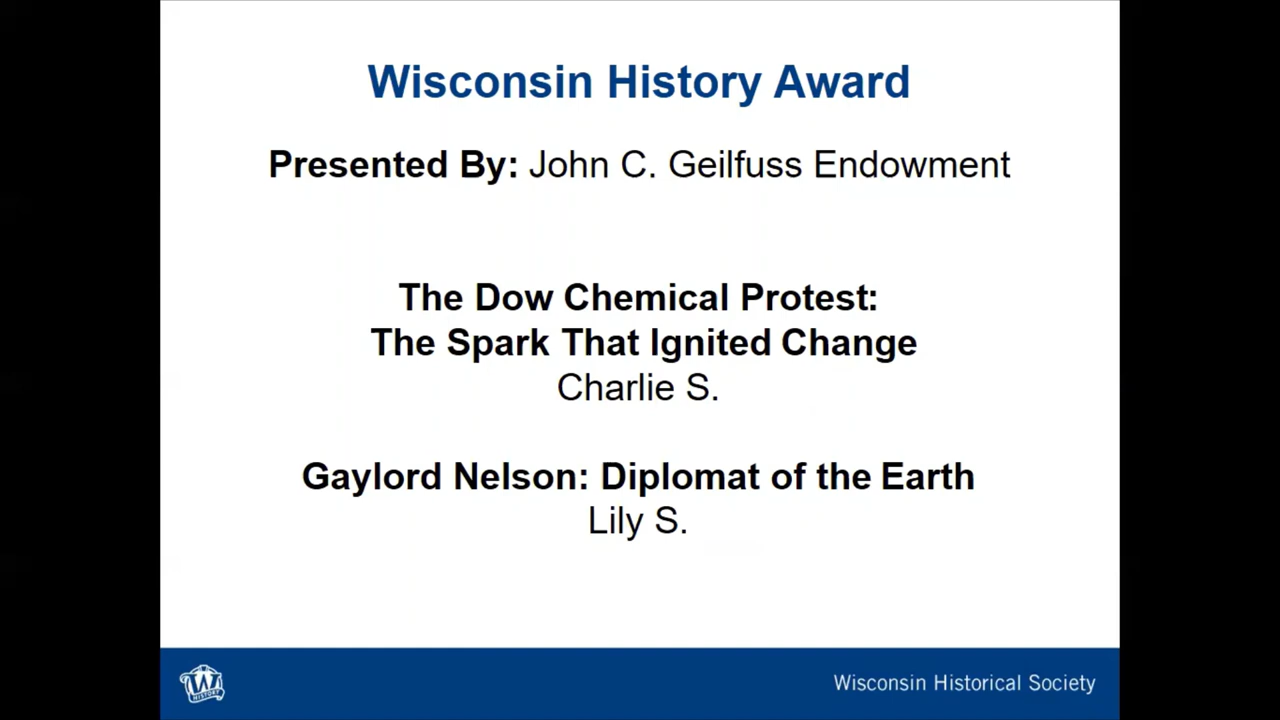 Wisconsin History Award
Presented By: John C. Geilfuss Endowment
The Dow Chemical Protest:
The Spark That Ignited Change
Charlie S.
Gaylord Nelson: Diplomat of the Earth
Lily S.
W
HISTORY
Wisconsin Historical Society